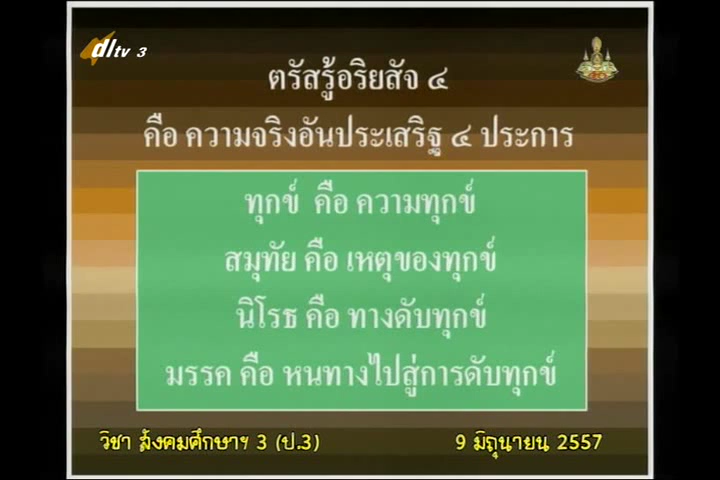 dltv 3
ตรัสรู้อริยสัจ ๔
คือ ความจริงอันประเสริฐ ๔ ประการ
ทุกข์ คือ ความทุกข์
สมุทัย คือ เหตุของทุกข์
นิโรธ คือ ทางดับทุกข์
มรรค คือ หนทางไปสู่การดับทุกข์
วิชา สังคมศึกษาฯ 3 (ป.3) 9 มิถุนายน 2557